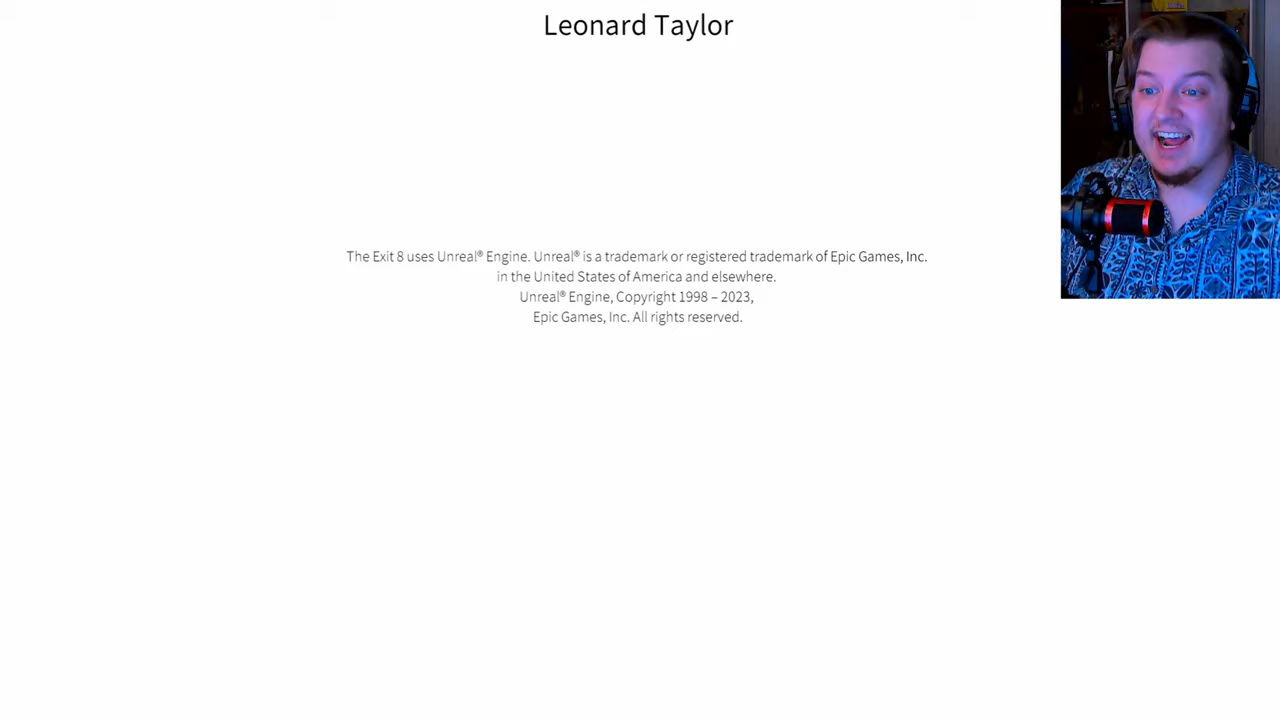 Leonard Taylor
The Exit 8 uses Unreal® Engine. Unreal® is a trademark or registered trademark of Epic Games, Inc.
in the United States of America and elsewhere.
Unreal® Engine, Copyright 1998 – 2023,
Epic Games, Inc. All rights reserved.